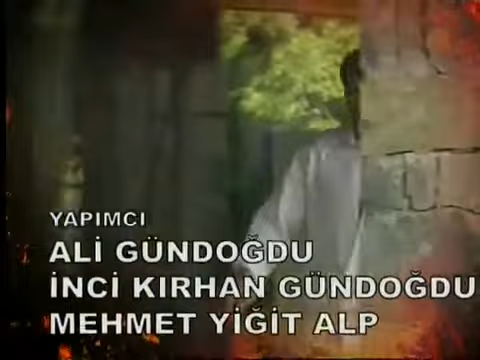 YAPIMCI
ALİ GÜNDOĞDU
İNCİ KIRHAN GÜNDOĞDU
MEHMET YİĞİT ALP